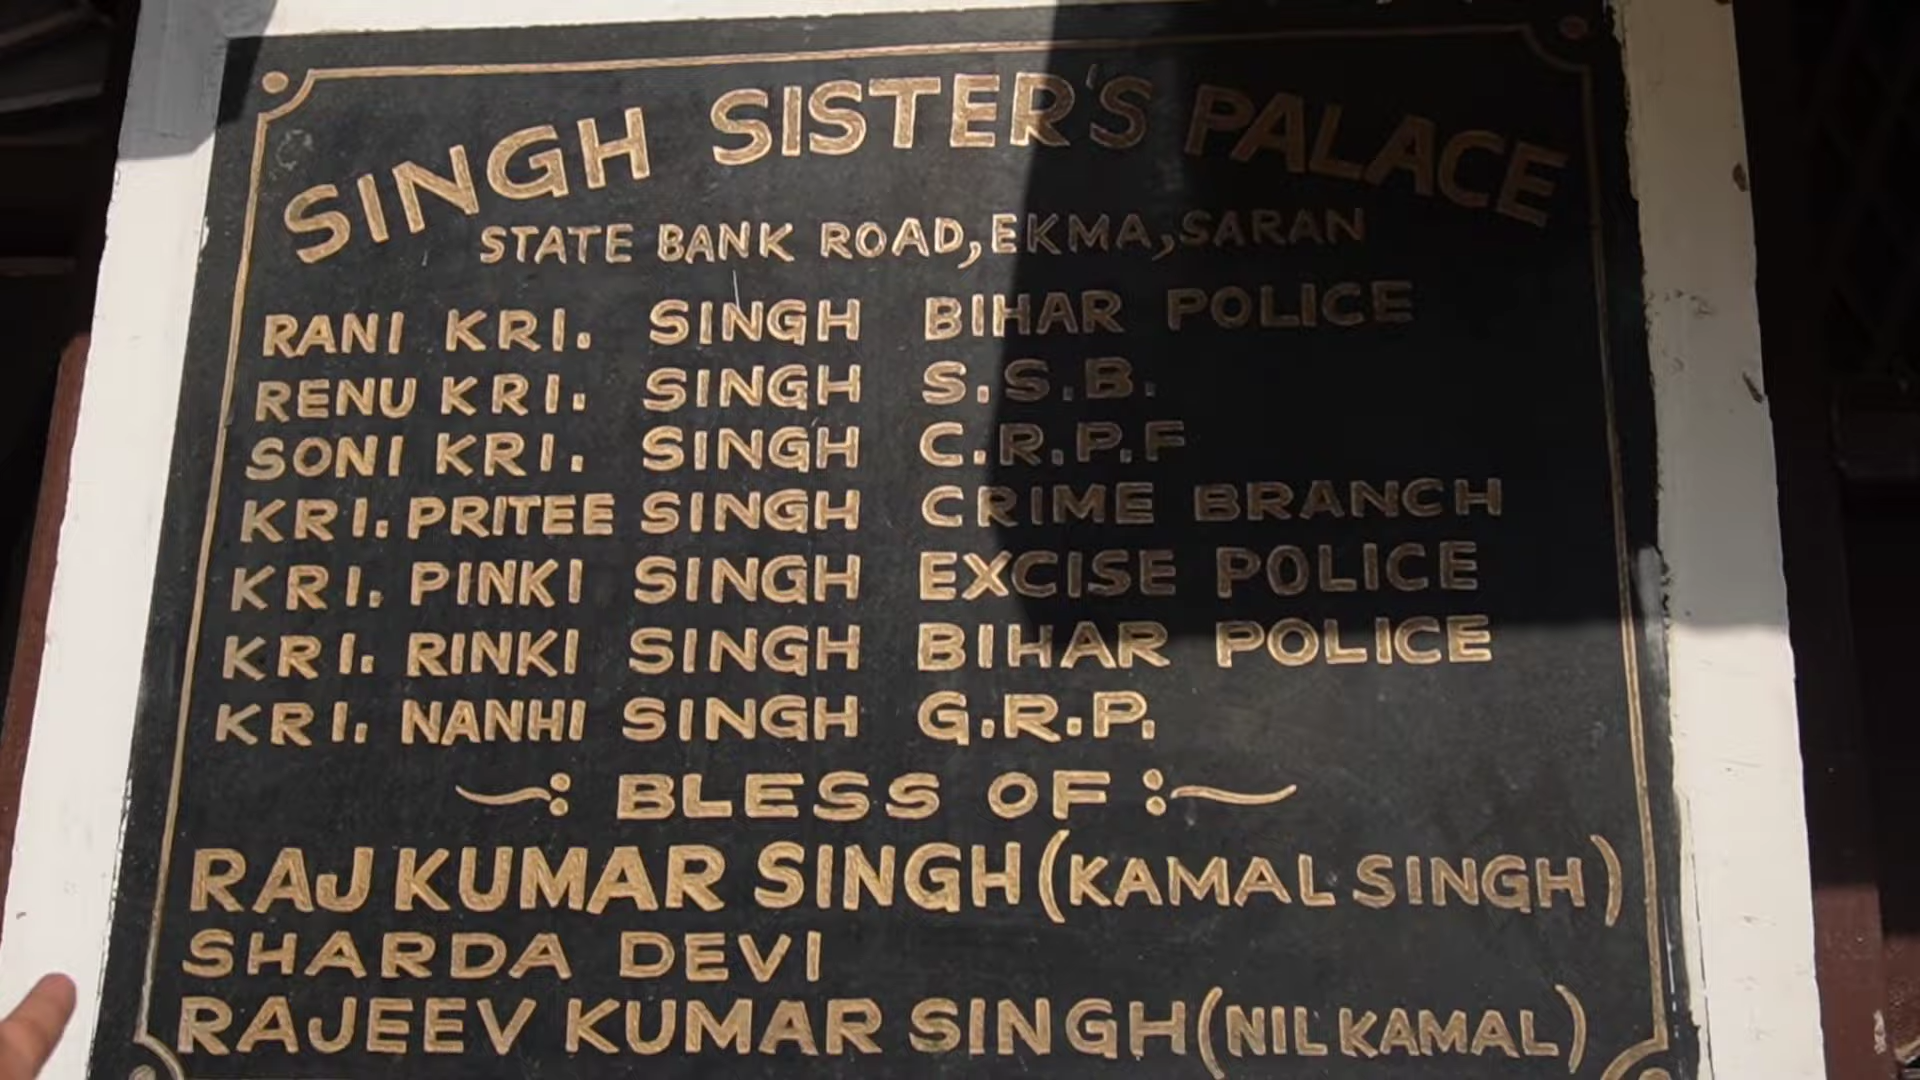 SINGH SISTER'S PALACE
STATE BANK ROAD, EKMA, SARAN
RANI KRI. SINGH BIHAR POLICE
RENU KRI. SINGH S.S.B.
SONI KRI. SINGH C.R.P.F
KRI. PRITEE SINGH CRIME BRANCH
KRI. PINKI SINGH EXCISE POLICE
KRI. RINKI SINGH BIHAR POLICE
KRI. NANHI SINGH G.R.P.
~: BLESS OF :~
RAJ KUMAR SINGH (KAMAL SINGH)
SHARDA DEVI
RAJEEV KUMAR SINGH (NILKAMAL)